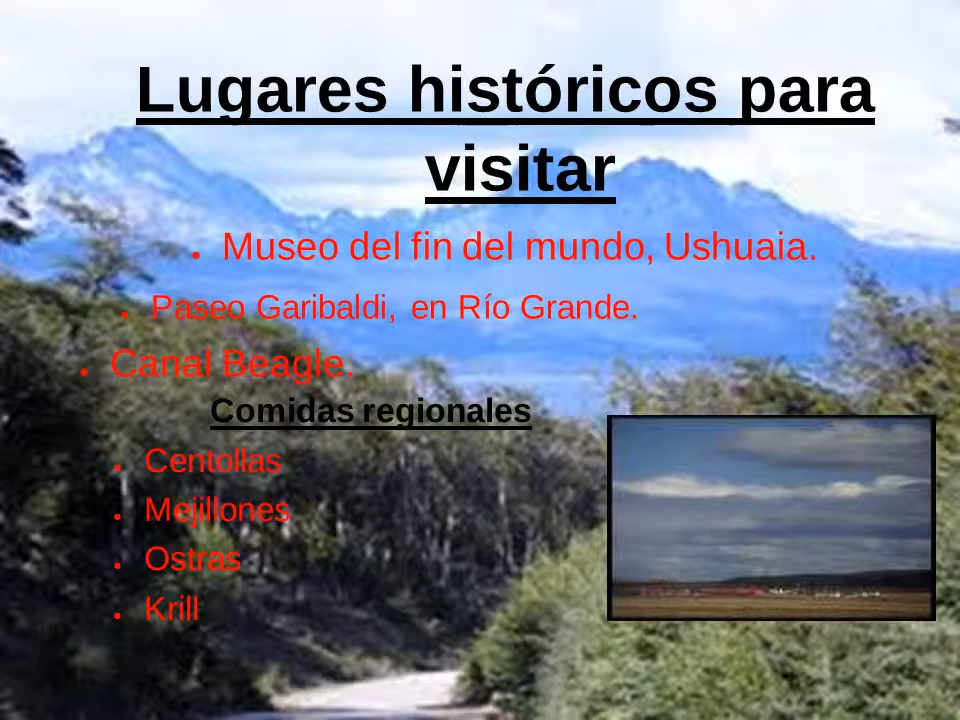 Lugares históricos para
visitar
• Museo del fin del mundo, Ushuaia.
• Paseo Garibaldi, en Río Grande.
• Canal Beagle.
Comidas regionales
• Centollas
• Mejillones
• Ostras
• Krill